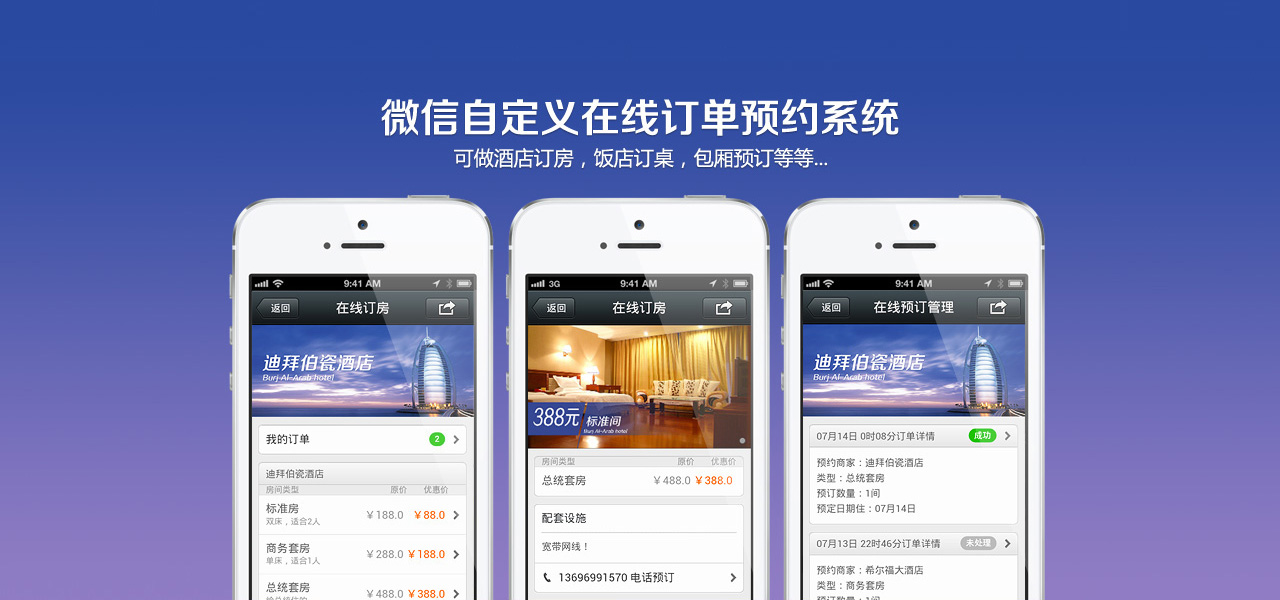 微信自定义在线订单预约系统
可做酒店订房，饭店订桌，包厢预订等等...
9:41 AM
返回
在线订房
迪拜伯瓷酒店
Burj Al-Arab hotel
我的订单
2
迪拜伯瓷酒店
房间类型 原价 优惠价
标准房
双床，适合2人
￥188.0 ￥88.0
商务套房
单床，适合1人
￥288.0 ￥188.0
总统套房
￥488.0 ￥388.0
3G
9:41 AM
返回
在线订房
388元 标准间
Burj Al-Arab hotel
房间类型 原价 优惠价
总统套房 ￥488.0 ￥388.0
配套设施
宽带网线！
13696991570 电话预订
9:41 AM
返回
在线预订管理
迪拜伯瓷酒店
Burj Al-Arab hotel
07月14日 0时08分订单详情 成功
预约商家：迪拜伯瓷酒店
类型：总统套房
预订数量：1间
预定日期住：07月14日
07月13日 22时46分订单详情 未处理
预约商家：希尔福大酒店
类型：商务套房
预订数量：1间